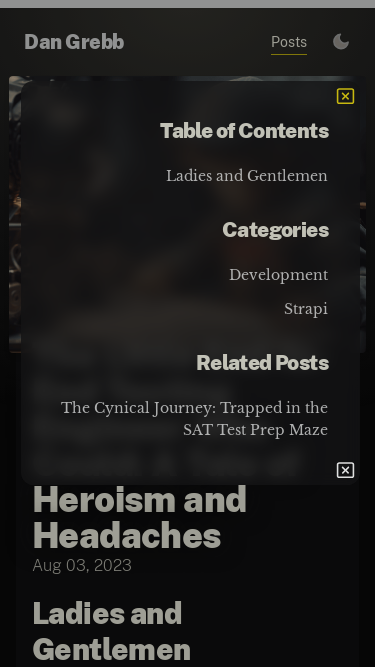 Dan Grebb
Posts
Table of Contents
Ladies and Gentlemen
Categories
Development
Strapi
Related Posts
The Cynical Journey: Trapped in the
SAT Test Prep Maze
Heroism and
Headaches
Aug 03, 2023
Ladies and
Gentlemen